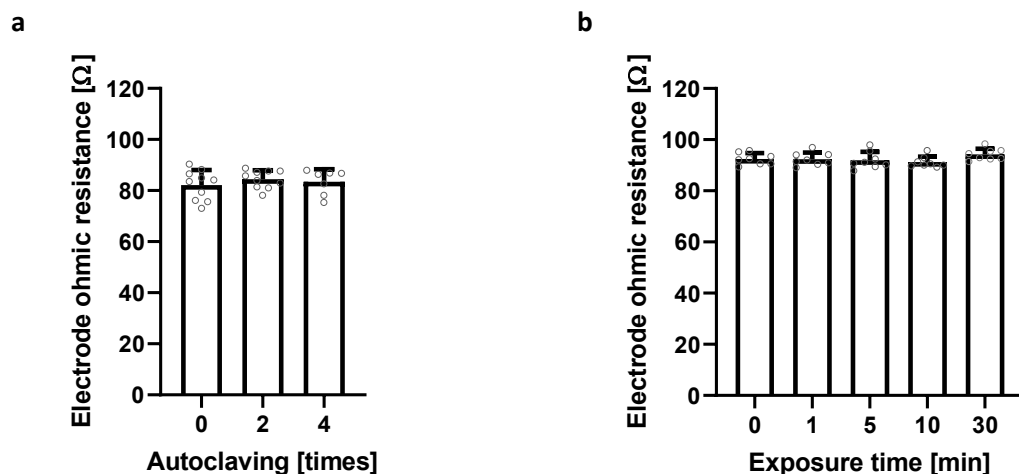 a
Electrode ohmic resistance [Ω]
120
100
80
60
40
20
0
0 2 4
Autoclaving [times]
b
Electrode ohmic resistance [Ω]
120
100
80
60
40
20
0
0 1 5 10 30
Exposure time [min]